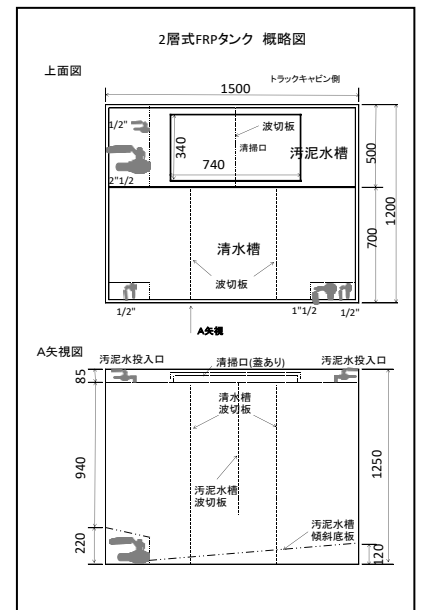 2層式FRPタンク 概略図
上面図
トラックキャビン側
1500
1/2"
波切板
清掃口
汚泥水槽
340
740
500
2"1/2
1200
清水槽
700
波切板
1/2"
1"1/2
1/2"
A矢視
A矢視図
汚泥水投入口
清掃口(蓋あり)
汚泥水投入口
85
清水槽
波切板
940
1250
汚泥水槽
波切板
汚泥水槽
傾斜底板
220
120